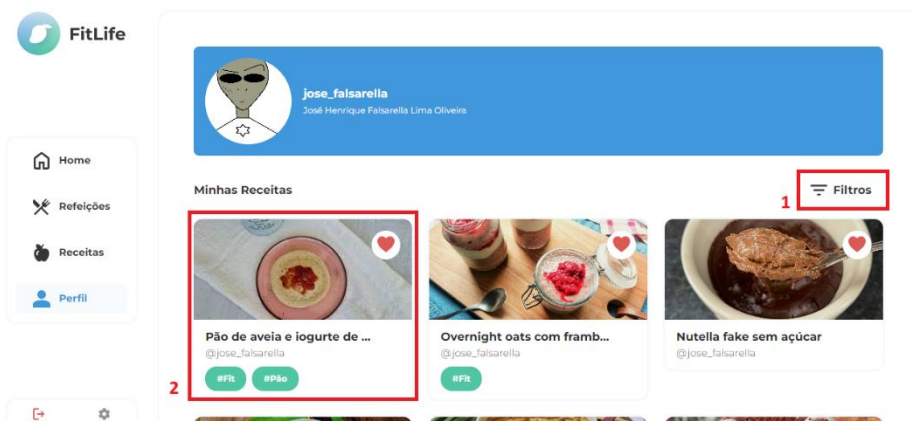 FitLife
jose_falsarella
José Henrique Falsarella Lima Oliveira
Home
Refeições
Receitas
Perfil
Minhas Receitas
1
Filtros
2
Pão de aveia e iogurte de ...
@jose_falsarella
#Fit
#Pão
Overnight oats com framb...
@jose_falsarella
#Fit
Nutella fake sem açúcar
@jose_falsarella